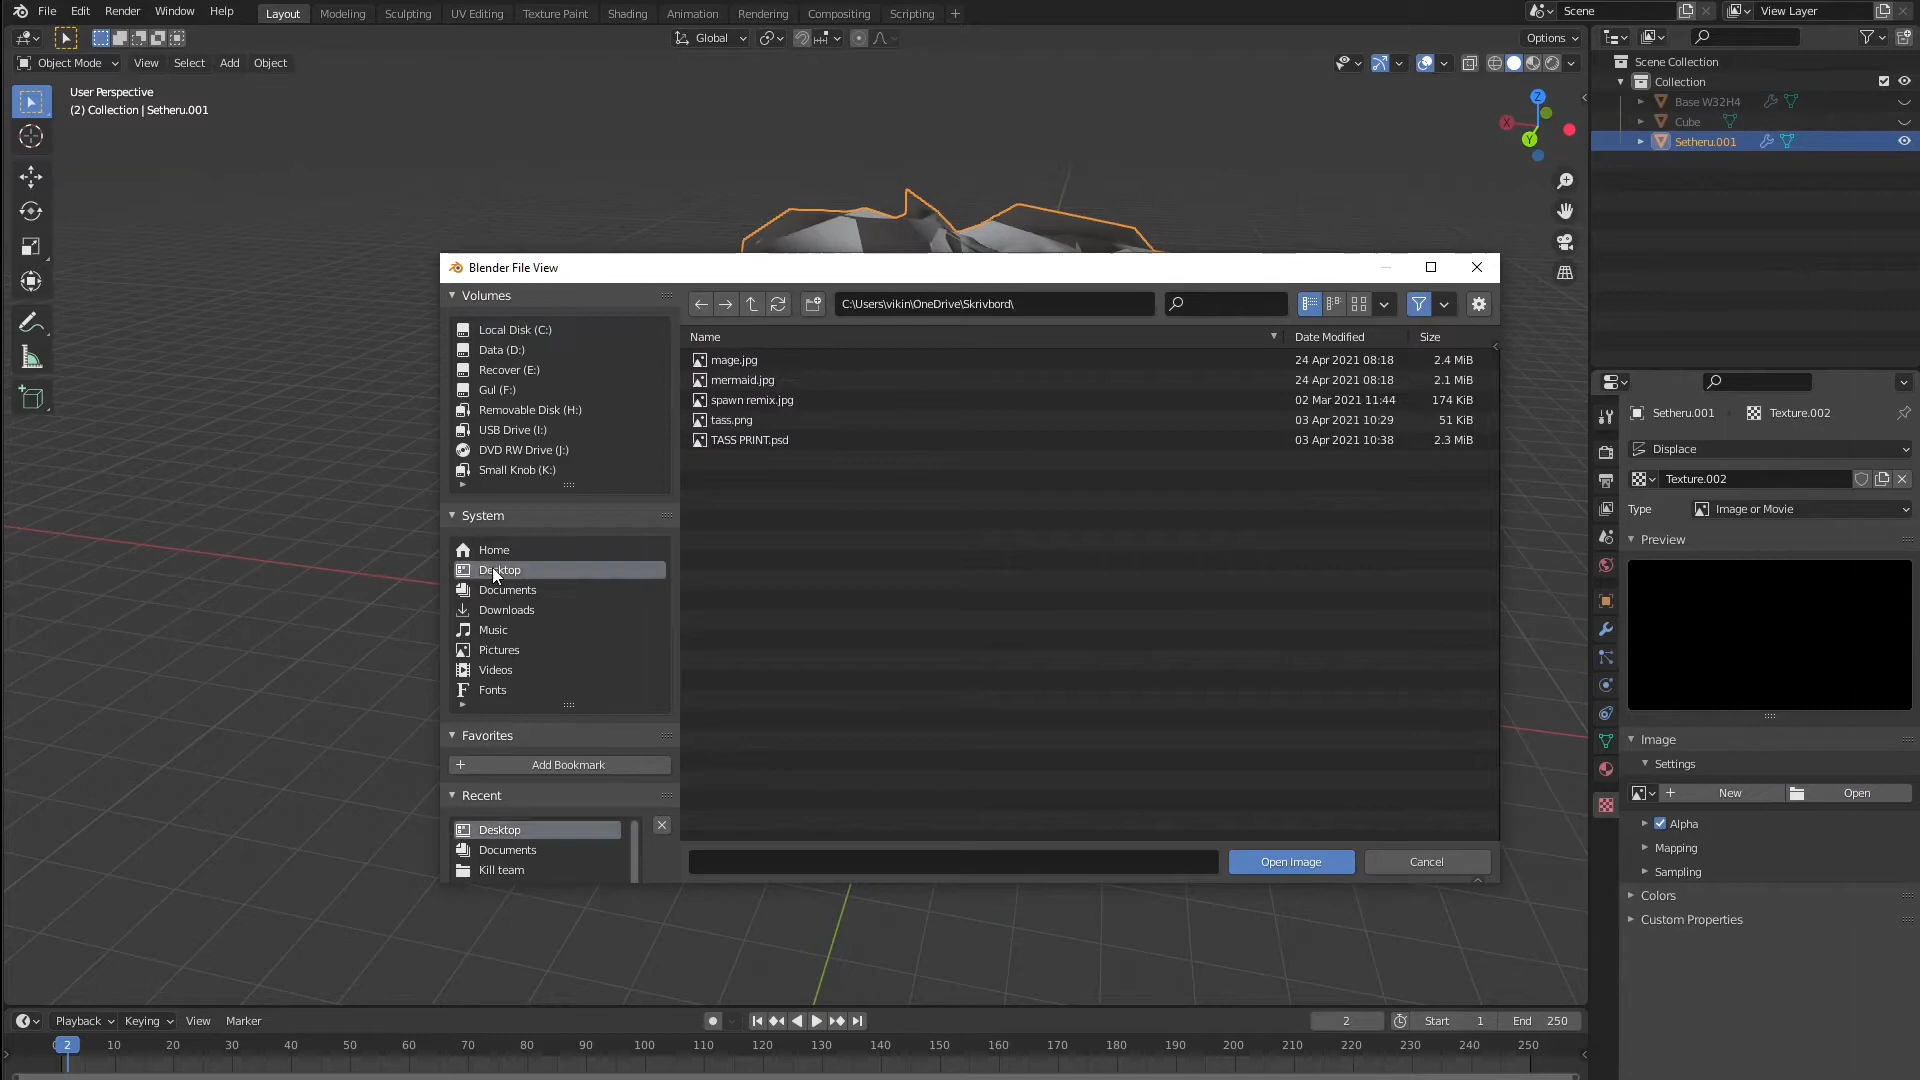 File Edit Render Window Help Layout Modeling Sculpting UV Editing Texture Paint Shading Animation Rendering Compositing Scripting + Scene View Layer
Global Options
Object Mode View Select Add Object
User Perspective
(2) Collection | Setheru.001
Z
X
Y
Scene Collection
Collection
Base W32H4
Cube
Setheru.001
Blender File View
Volumes
Local Disk (C:)
Data (D:)
Recover (E:)
Gul (F:)
Removable Disk (H:)
USB Drive (I:)
DVD RW Drive (J:)
Small Knob (K:)
System
Home
Desktop
Documents
Downloads
Music
Pictures
Videos
Fonts
Favorites
Add Bookmark
Recent
Desktop
Documents
Kill team
C:\Users\vikin\OneDrive\Skrivbord\
Name Date Modified Size
mage.jpg 24 Apr 2021 08:18 2.4 MiB
mermaid.jpg 24 Apr 2021 08:18 2.1 MiB
spawn remix.jpg 02 Mar 2021 11:44 174 KiB
tass.png 03 Apr 2021 10:29 51 KiB
TASS PRINT.psd 03 Apr 2021 10:38 2.3 MiB
Open Image Cancel
Setheru.001 Texture.002
Displace
Texture.002
Type Image or Movie
Preview
Image
Settings
New Open
Alpha
Mapping
Sampling
Colors
Custom Properties
Playback Keying View Marker 2 Start 1 End 250
2 10 20 30 40 50 60 70 80 90 100 110 120 130 140 150 160 170 180 190 200 210 220 230 240 250